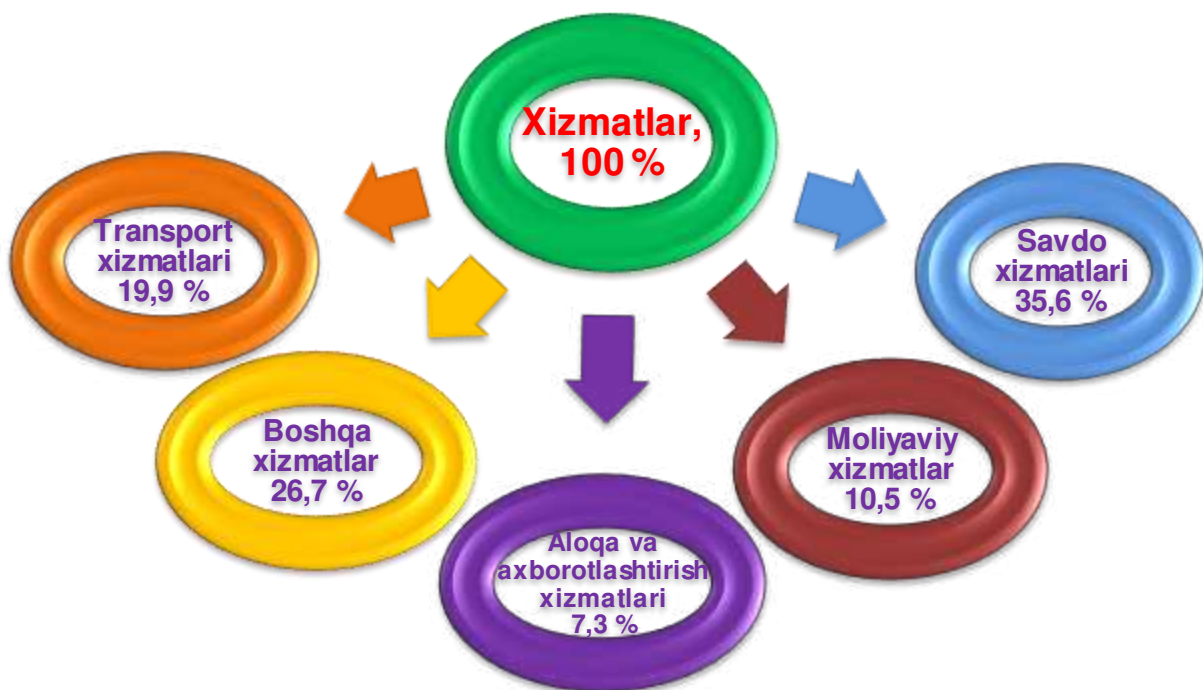 Xizmatlar,
100 %
Transport
xizmatlari
19,9 %
Boshqa
xizmatlar
26,7 %
Aloqa va
axborotlashtirish
xizmatlari
7,3 %
Moliyaviy
xizmatlar
10,5 %
Savdo
xizmatlari
35,6 %